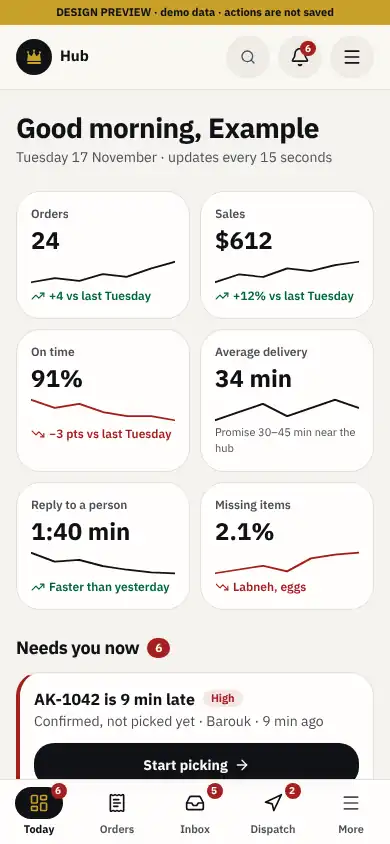 DESIGN PREVIEW · demo data · actions are not saved
Hub
6
Good morning, Example
Tuesday 17 November · updates every 15 seconds
Orders
24
+4 vs last Tuesday
Sales
$612
+12% vs last Tuesday
On time
91%
−3 pts vs last Tuesday
Average delivery
34 min
Promise 30–45 min near the
hub
Reply to a person
1:40 min
Faster than yesterday
Missing items
2.1%
Labneh, eggs
Needs you now 6
AK-1042 is 9 min late High
Confirmed, not picked yet · Barouk · 9 min ago
Start picking →
6
5
2
Today
Orders
Inbox
Dispatch
More